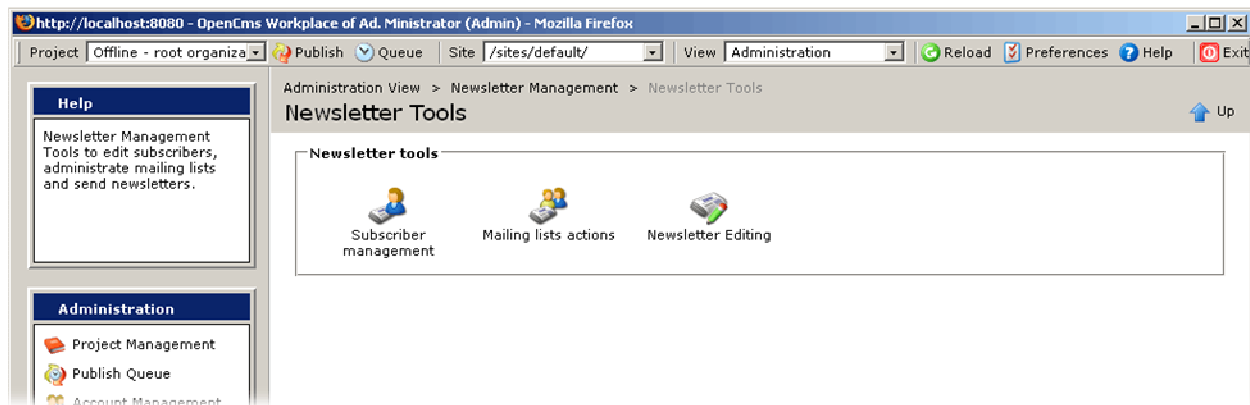 http://localhost:8080 - OpenCms Workplace of Ad. Ministrator (Admin) - Mozilla Firefox
Project Offline - root organiza Publish Queue Site /sites/default/ View Administration Reload Preferences Help Exit
Administration View > Newsletter Management > Newsletter Tools
Newsletter Tools
Up
Help
Newsletter Management
Tools to edit subscribers,
administrate mailing lists
and send newsletters.
Newsletter tools
Subscriber
management
Mailing lists actions
Newsletter Editing
Administration
Project Management
Publish Queue
Account Management